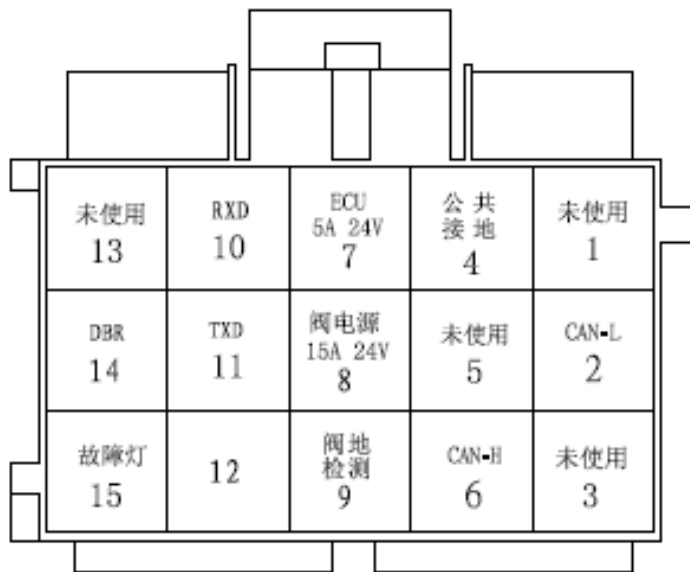 未使用
13
RXD
10
ECU
5A 24V
7
公 共
接 地
4
未使用
1
DBR
14
TXD
11
阀电源
15A 24V
8
未使用
5
CAN-L
2
故障灯
15
12
阀地
检测
9
CAN-H
6
未使用
3